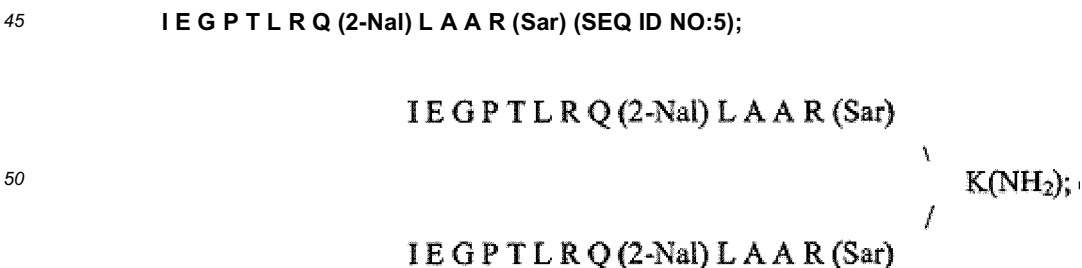 45 I E G P T L R Q (2-Nal) L A A R (Sar) (SEQ ID NO:5);
I E G P T L R Q (2-Nal) L A A R (Sar)
\
50 K(NH₂);
/
I E G P T L R Q (2-Nal) L A A R (Sar)